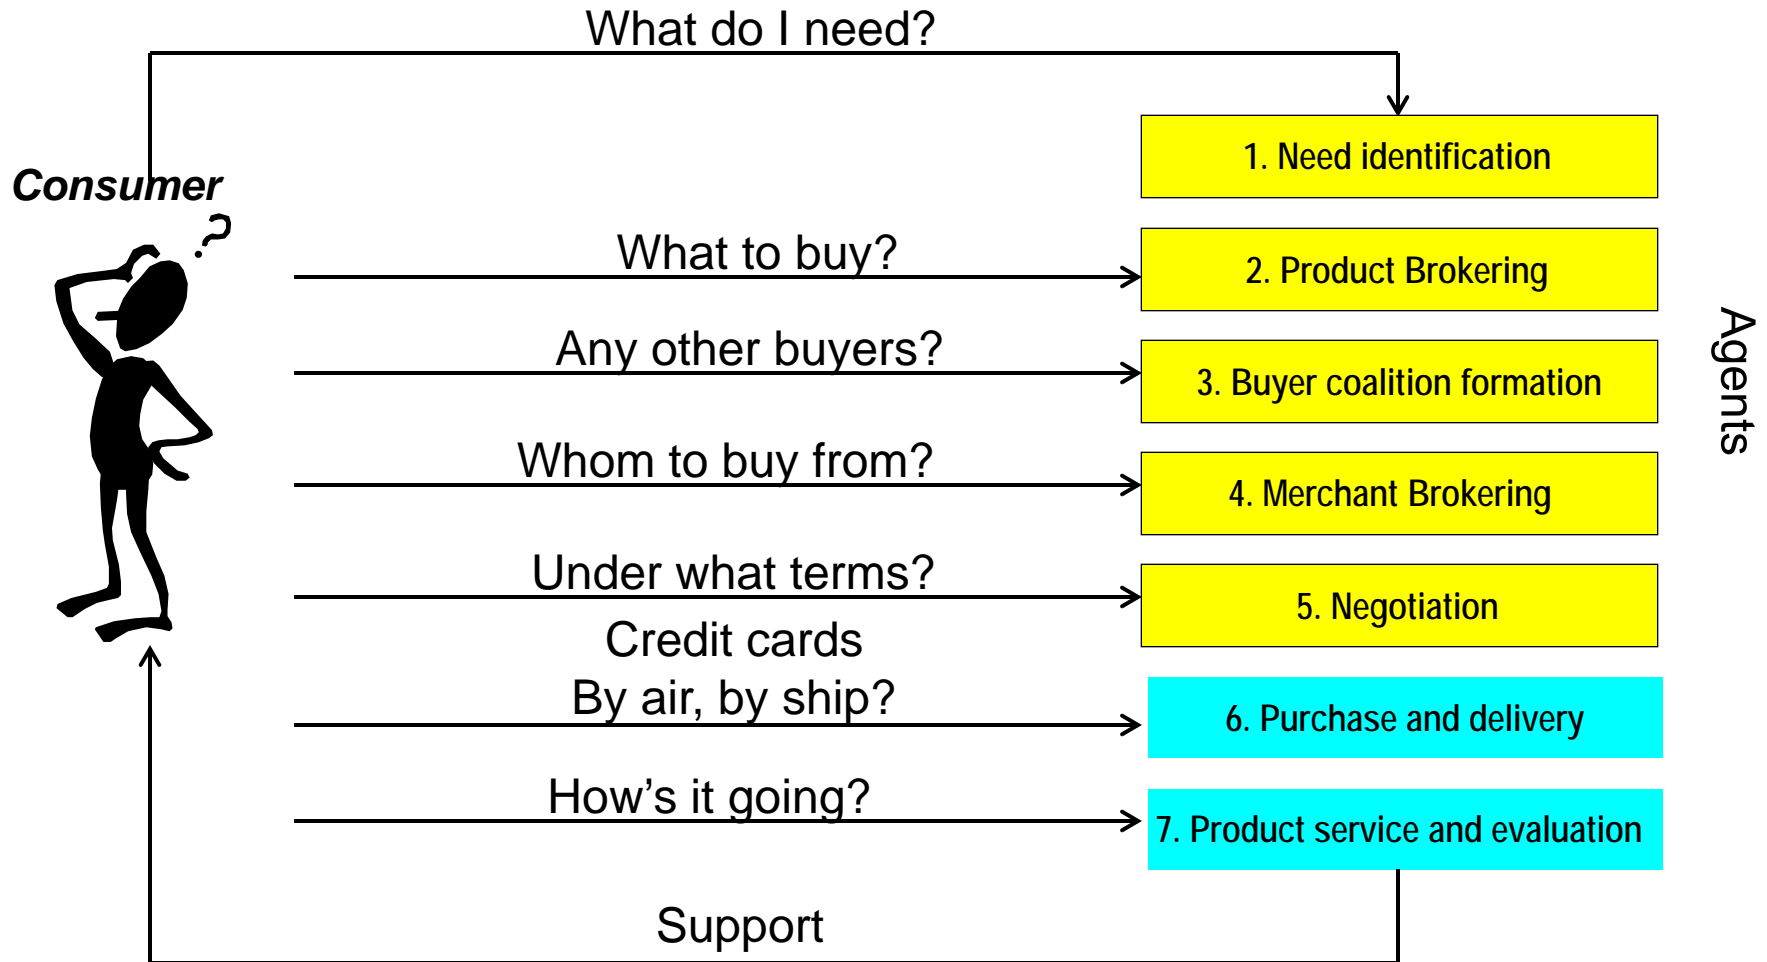 What do I need?
1. Need identification
Consumer
?
What to buy?
2. Product Brokering
Any other buyers?
3. Buyer coalition formation
Agents
Whom to buy from?
4. Merchant Brokering
Under what terms?
5. Negotiation
Credit cards
By air, by ship?
6. Purchase and delivery
How’s it going?
7. Product service and evaluation
Support